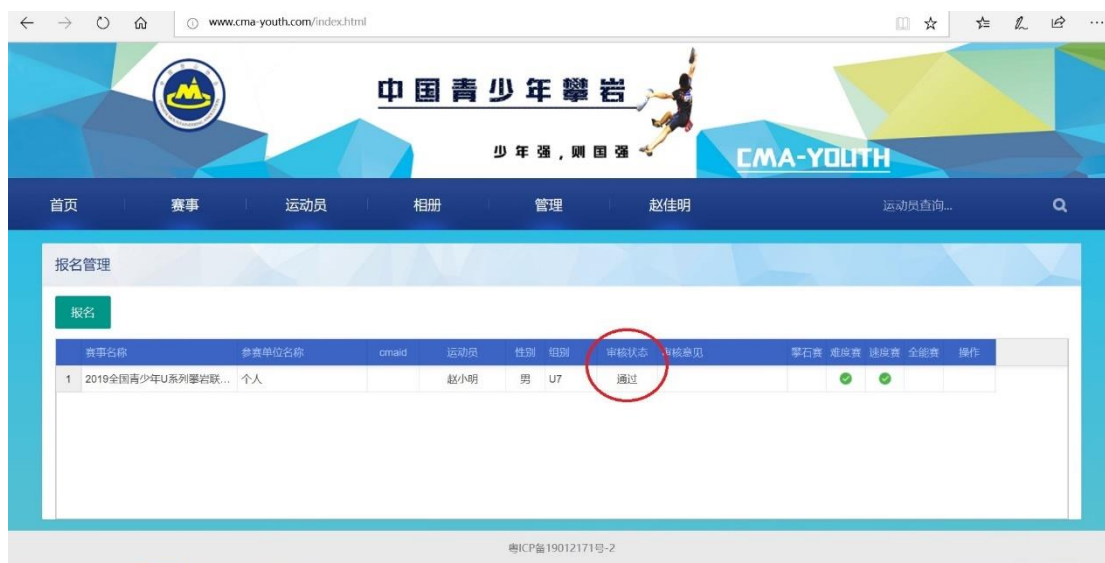 www.cma-youth.com/index.html
中国青少年攀岩
少年强，则国强
CMA-YOUTH
首页 赛事 运动员 相册 管理 赵佳明 运动员查询...
报名管理
报名
赛事名称 参赛单位名称 cmaid 运动员 性别 组别 审核状态 审核意见 攀石赛 难度赛 速度赛 全能赛 操作
1 2019全国青少年U系列攀岩联... 个人 赵小明 男 U7 通过
粤ICP备19012171号-2